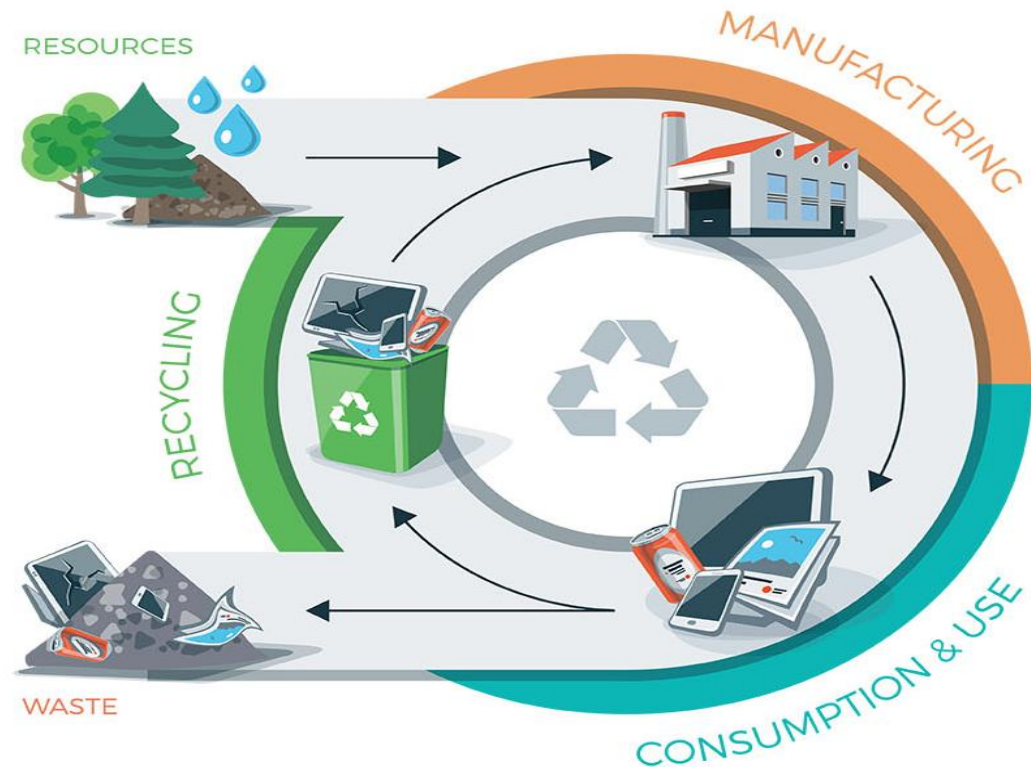 RESOURCES
MANUFACTURING
RECYCLING
WASTE
CONSUMPTION & USE